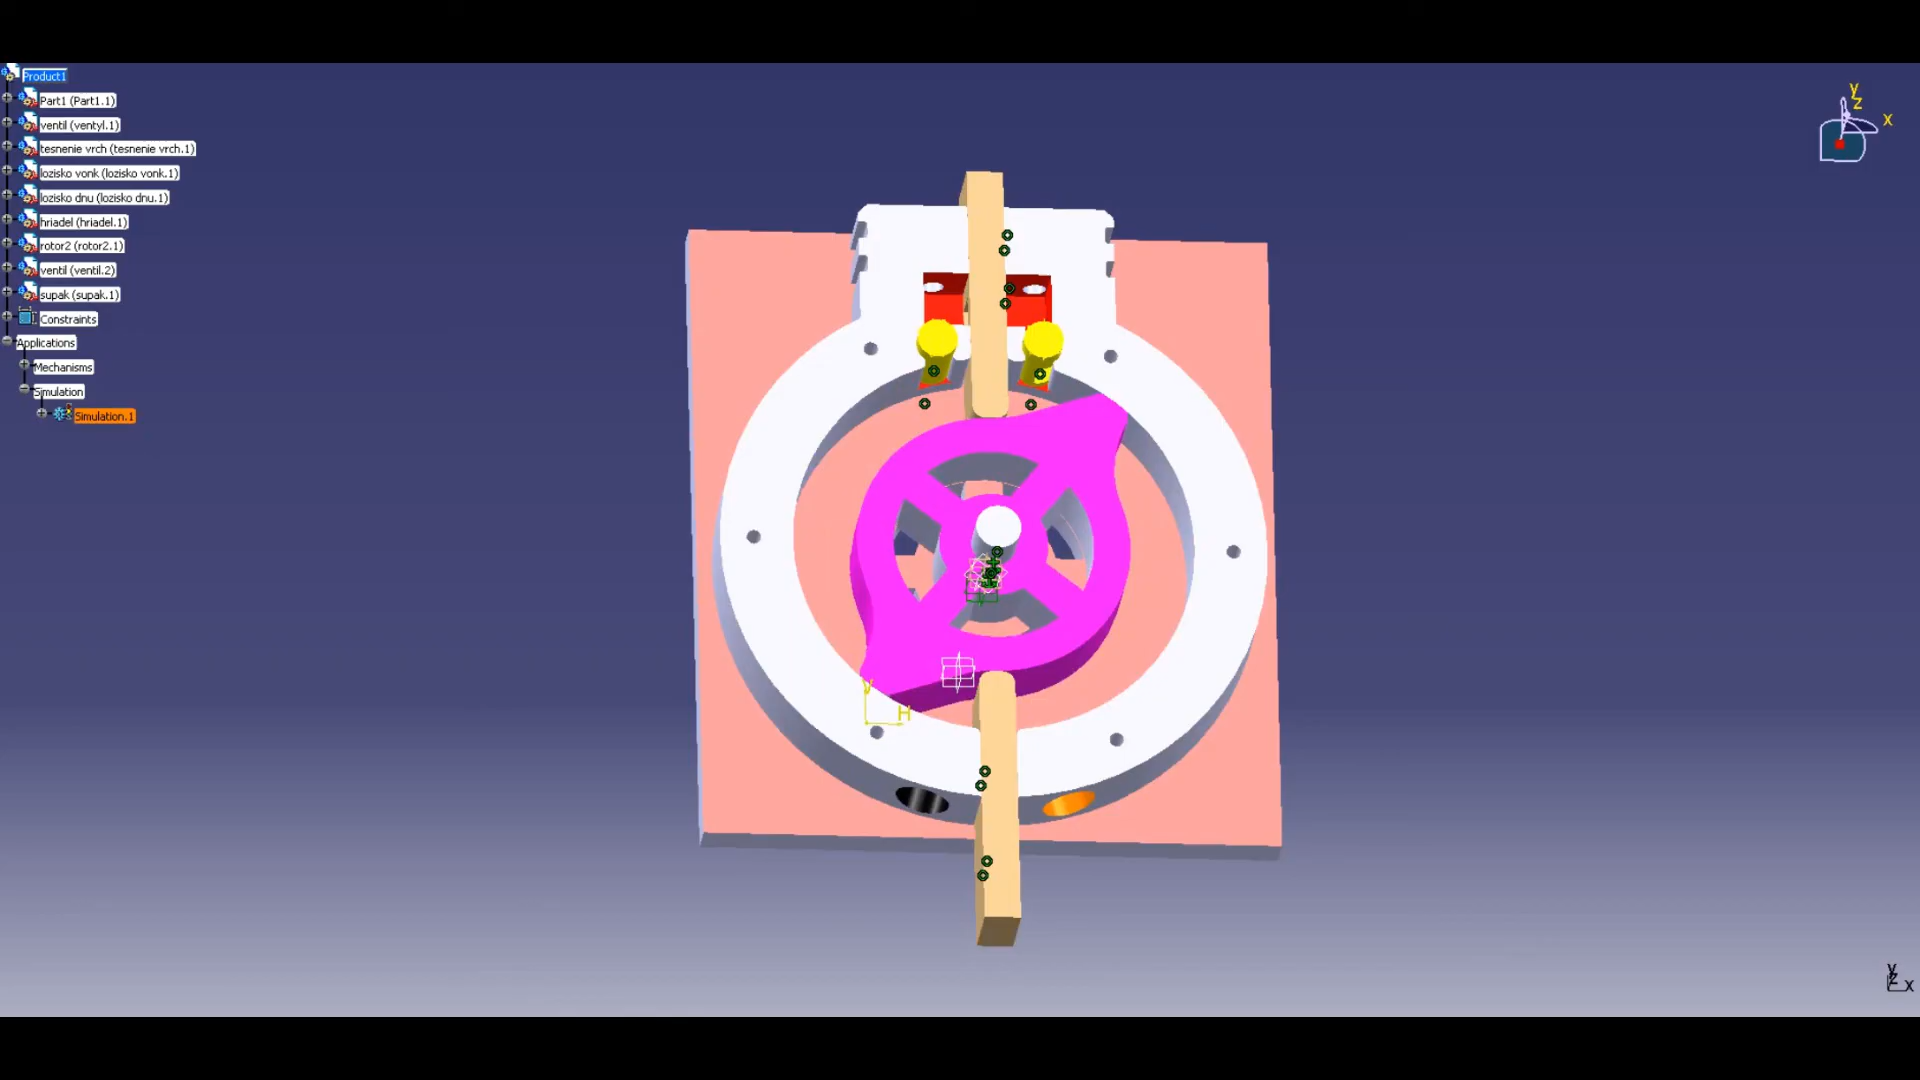 Product1
Part1 (Part1.1)
ventil (ventyl.1)
tesnenie vrch (tesnenie vrch.1)
lozisko vonk (lozisko vonk.1)
lozisko dnu (lozisko dnu.1)
hriadel (hriadel.1)
rotor2 (rotor2.1)
ventil (ventil.2)
supak (supak.1)
Constraints
Applications
Mechanisms
Simulation
Simulation.1
y
z
x
V
H
y
z
x